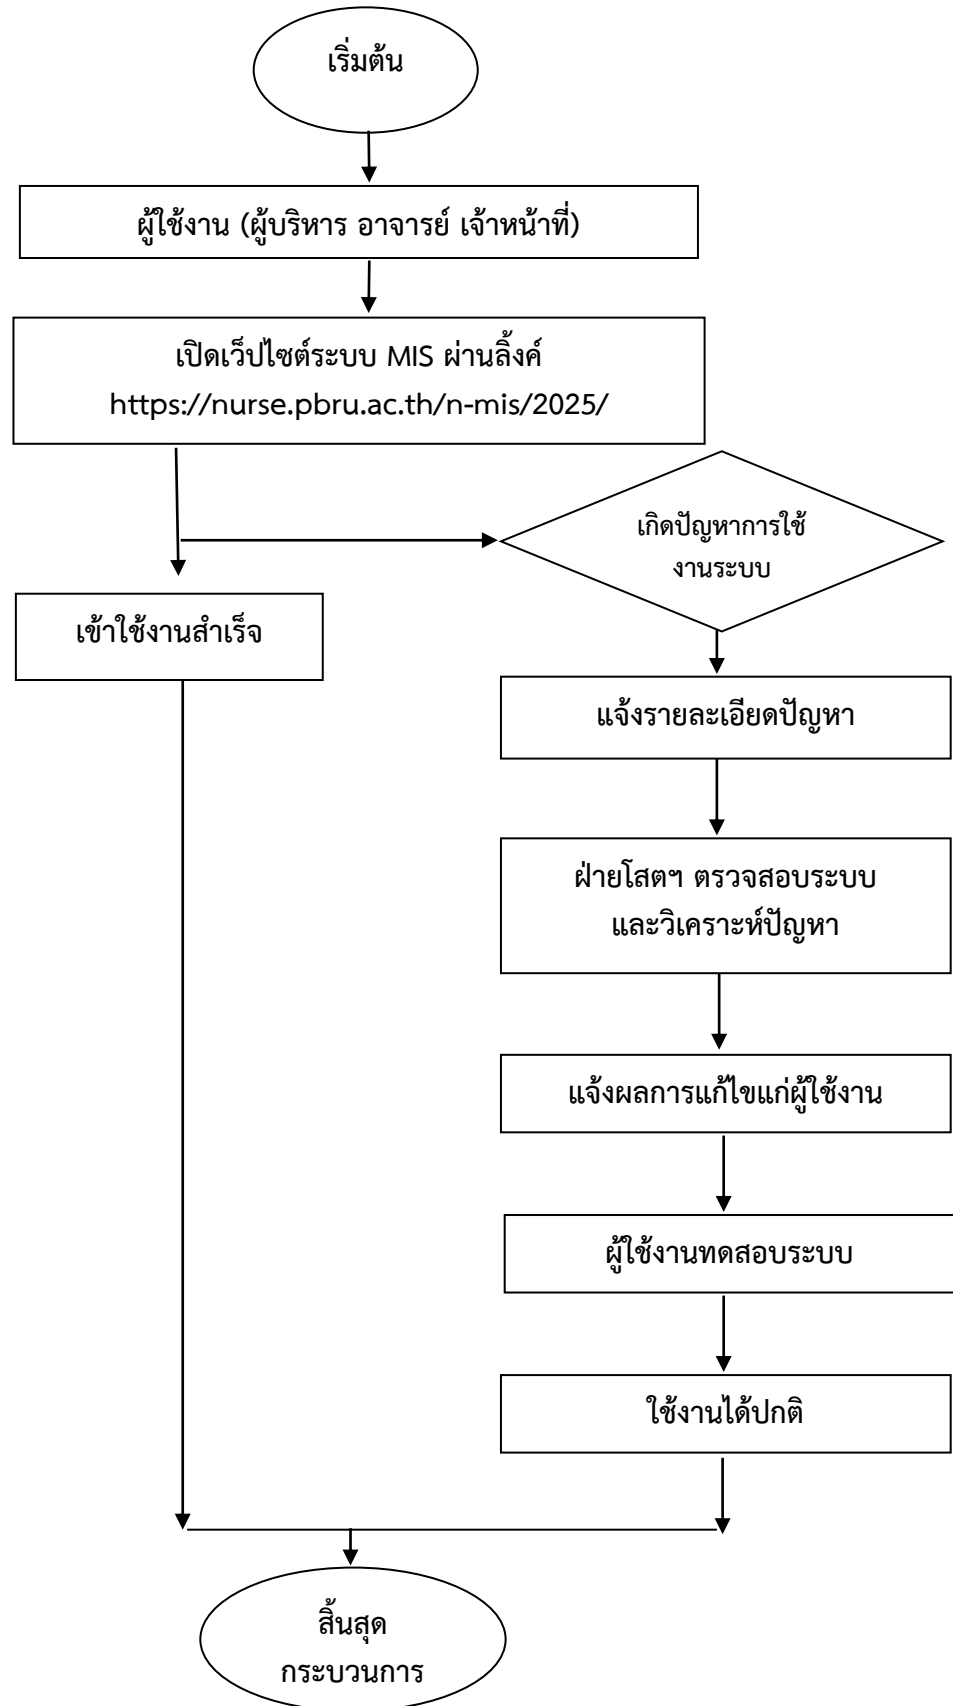 เริ่มต้น
ผู้ใช้งาน (ผู้บริหาร อาจารย์ เจ้าหน้าที่)
เปิดเว็ปไซต์ระบบ MIS ผ่านลิ้งค์
https://nurse.pbru.ac.th/n-mis/2025/
เกิดปัญหาการใช้
งานระบบ
เข้าใช้งานสำเร็จ
แจ้งรายละเอียดปัญหา
ฝ่ายโสตฯ ตรวจสอบระบบ
และวิเคราะห์ปัญหา
แจ้งผลการแก้ไขแก่ผู้ใช้งาน
ผู้ใช้งานทดสอบระบบ
ใช้งานได้ปกติ
สิ้นสุด
กระบวนการ